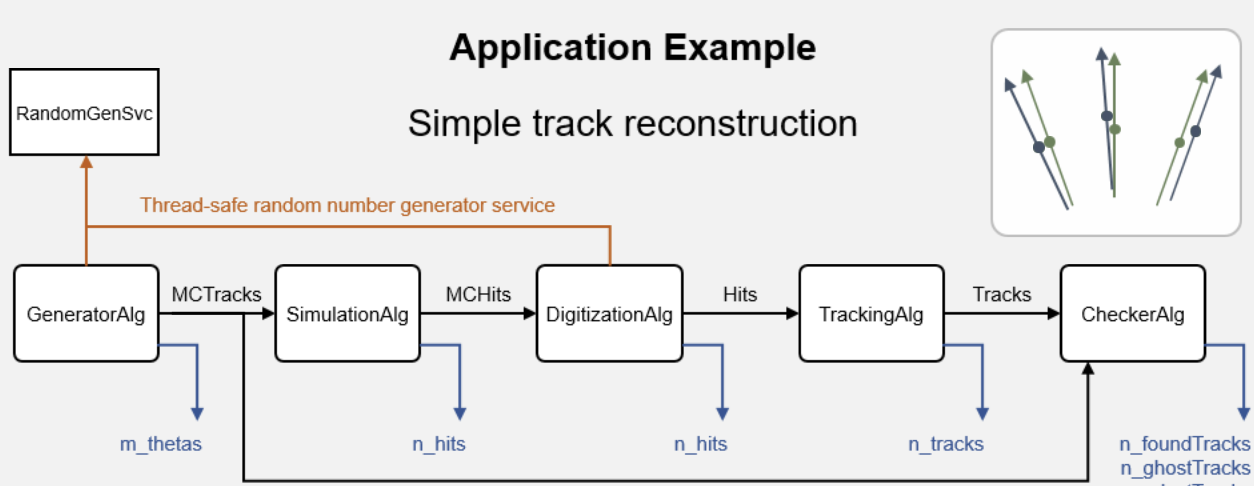 Application Example
Simple track reconstruction
RandomGenSvc
Thread-safe random number generator service
GeneratorAlg
MCTracks
SimulationAlg
MCHits
DigitizationAlg
Hits
TrackingAlg
Tracks
CheckerAlg
m_thetas
n_hits
n_hits
n_tracks
n_foundTracks
n_ghostTracks